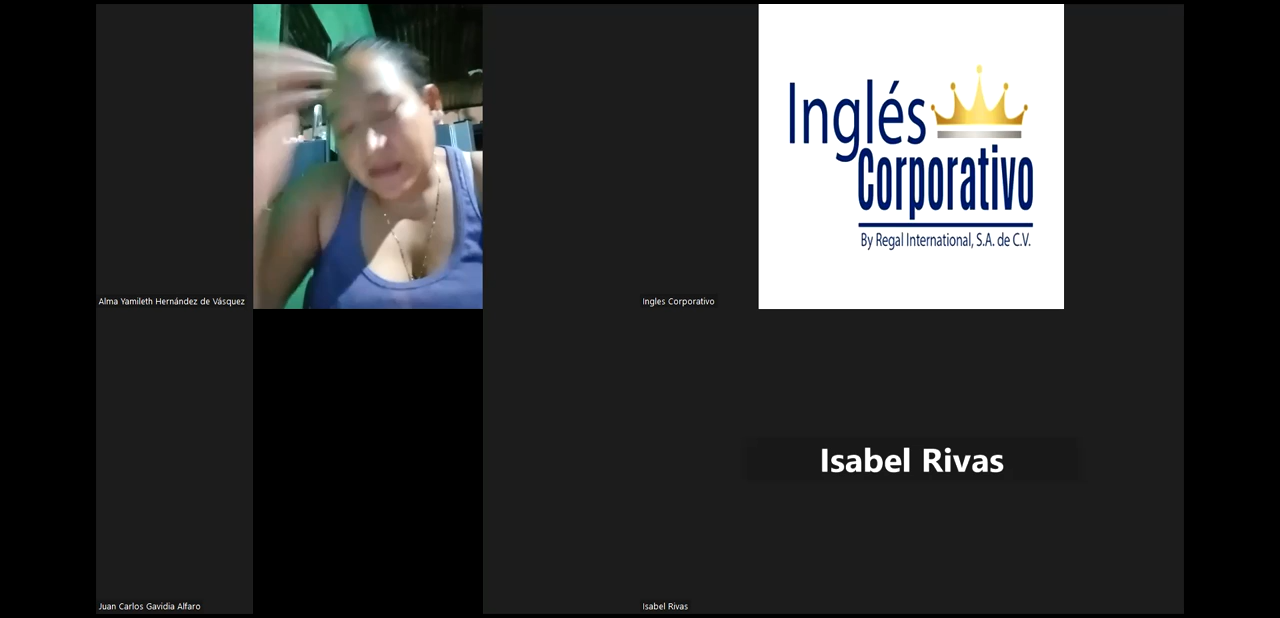 Inglés
Corporativo
By Regal International, S.A. de C.V.
Alma Yamileth Hernández de Vásquez
Ingles Corporativo
Isabel Rivas
Juan Carlos Gavidia Alfaro
Isabel Rivas